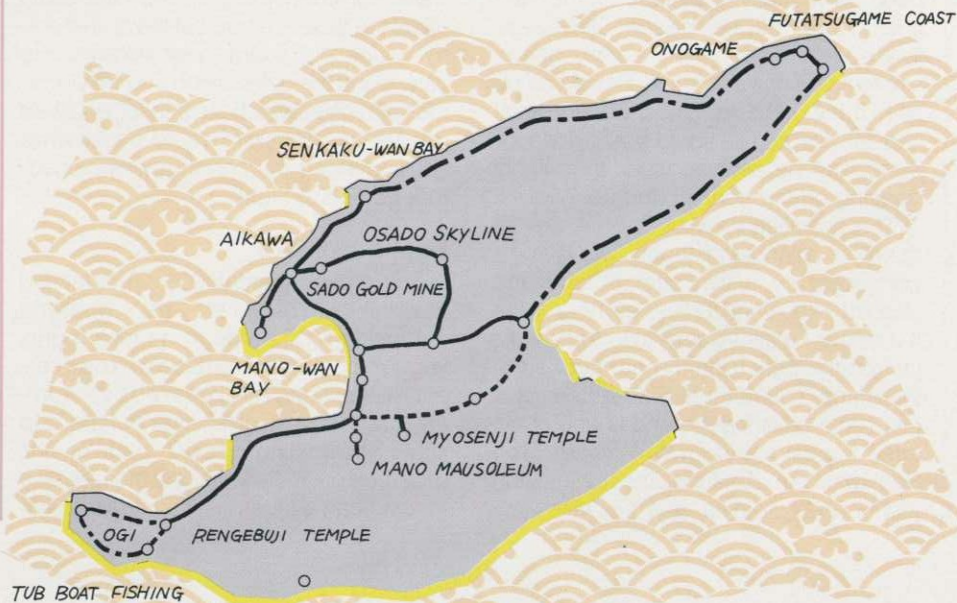 FUTATSUGAME COAST
ONOGAME
SENKAKU-WAN BAY
AIKAWA
OSADO SKYLINE
SADO GOLD MINE
MANO-WAN
BAY
MYOSENJI TEMPLE
MANO MAUSOLEUM
OGI
RENGEBUJI TEMPLE
TUB BOAT FISHING